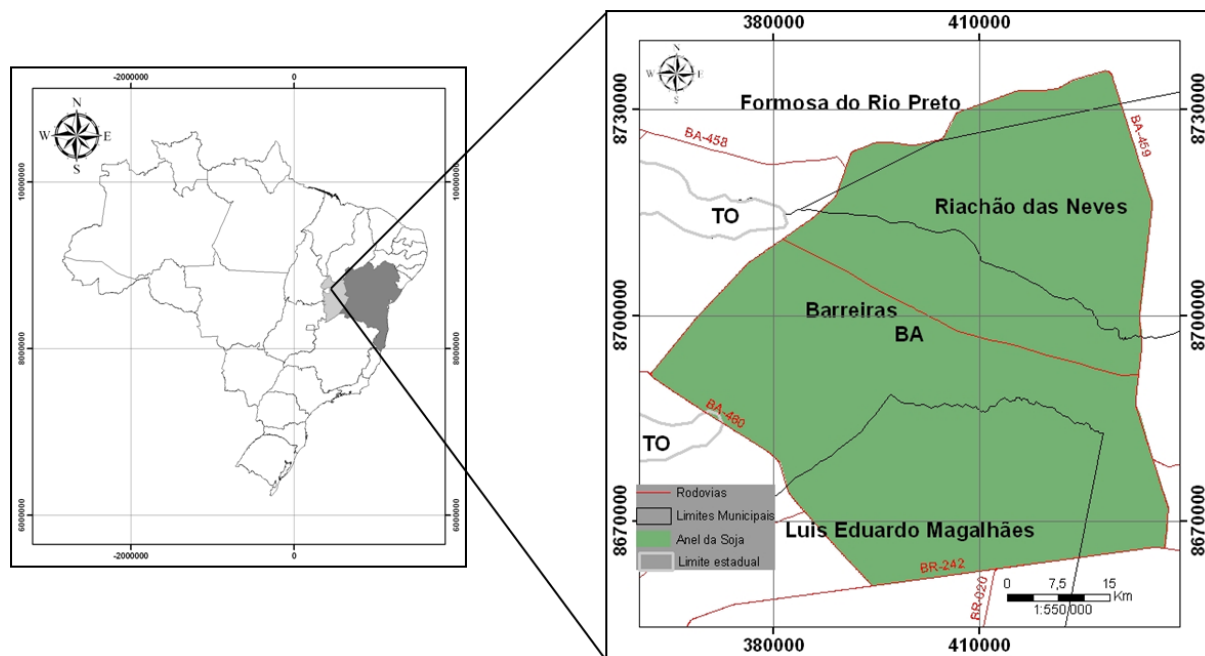 -2000000
0
N
W
E
S
10000000
10000000
8000000
8000000
6000000
6000000
-2000000
0
380000
410000
N
W
E
S
8730000
8730000
Formosa do Rio Preto
BA-458
BA-459
TO
Riachão das Neves
8700000
8700000
Barreiras
BA
BA-460
TO
8670000
8670000
Rodovias
Limites Municipais
Anel da Soja
Limite estadual
Luis Eduardo Magalhães
BR-242
BR-020
0 7,5 15
Km
1:550.000
380000
410000